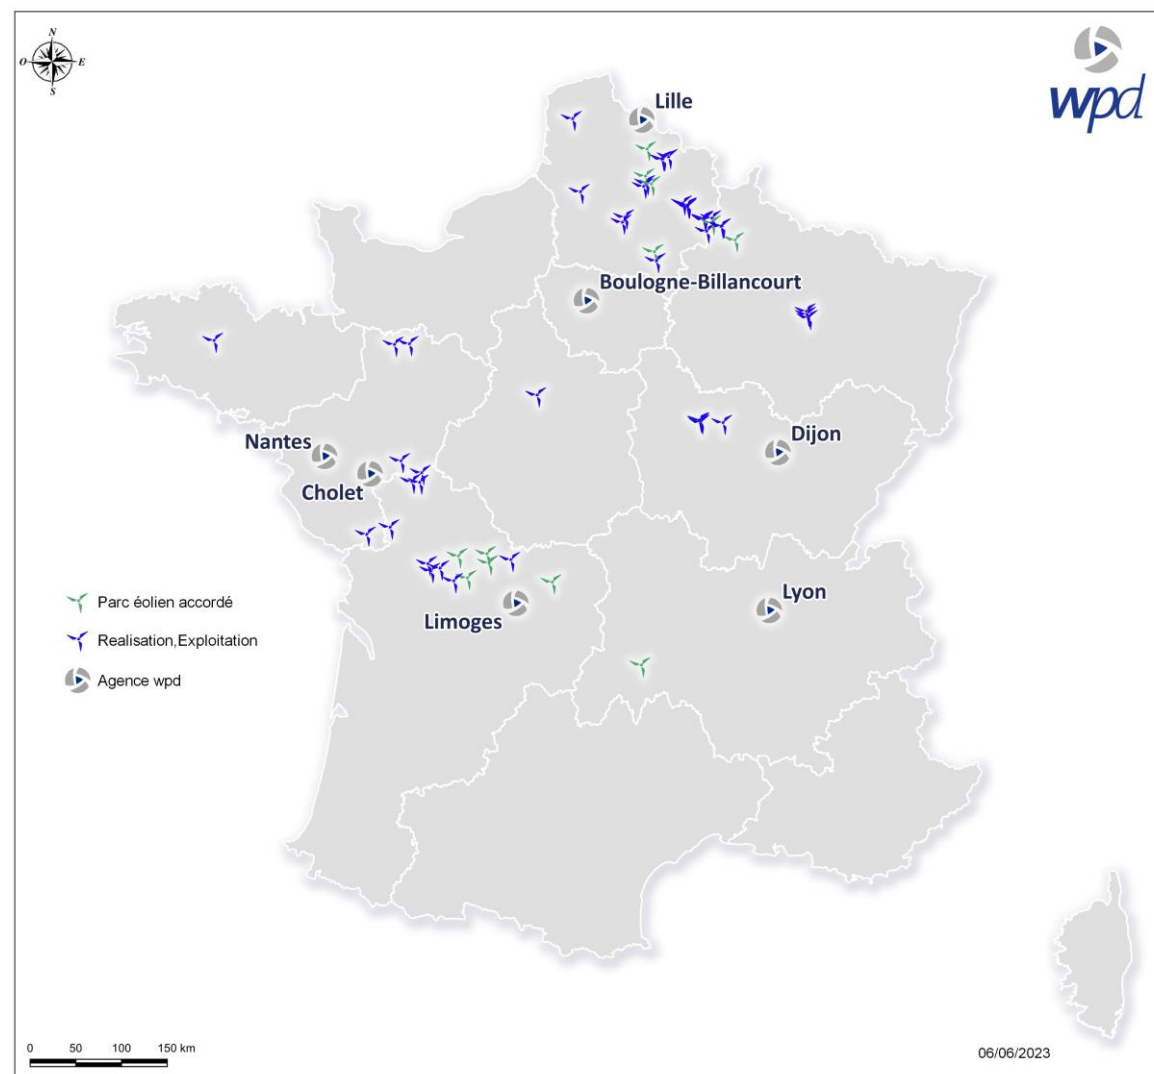 N
O E
S
wpd
Lille
Boulogne-Billancourt
Nantes
Dijon
Cholet
Lyon
Limoges
Parc éolien accordé
Realisation,Exploitation
Agence wpd
0 50 100 150 km
06/06/2023